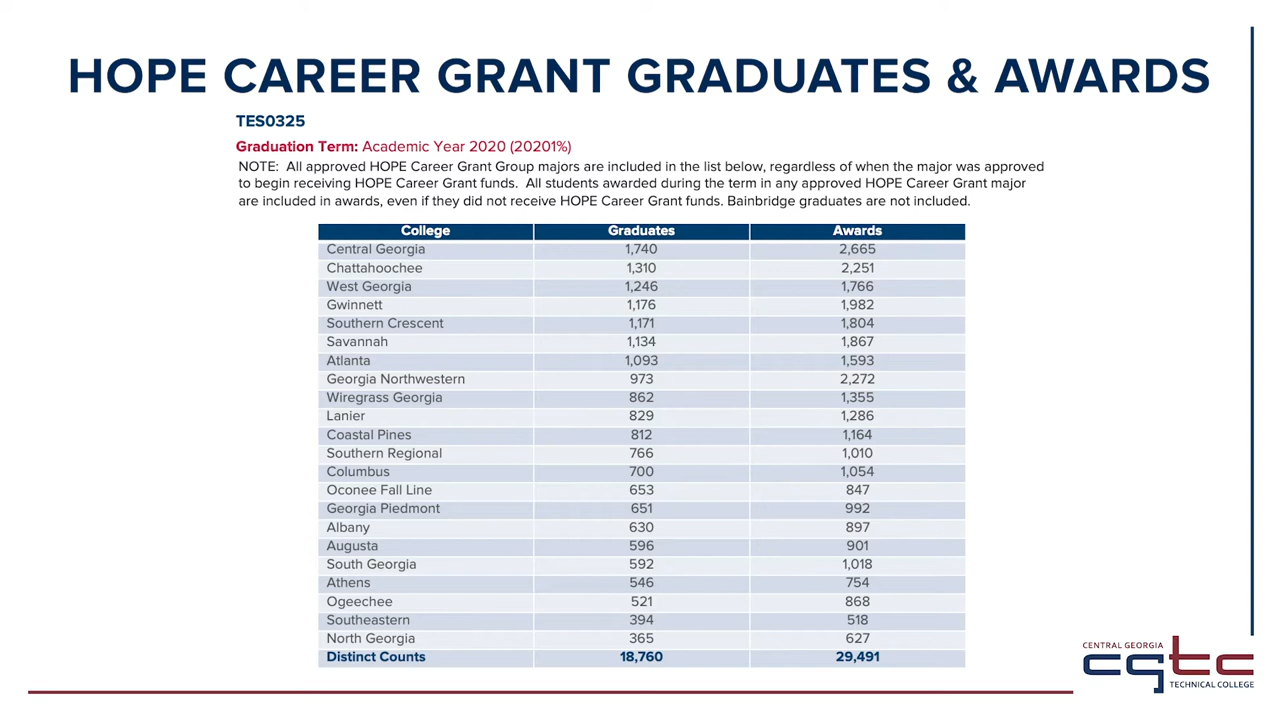 HOPE CAREER GRANT GRADUATES & AWARDS
TES0325
Graduation Term: Academic Year 2020 (20201%)
NOTE: All approved HOPE Career Grant Group majors are included in the list below, regardless of when the major was approved
to begin receiving HOPE Career Grant funds. All students awarded during the term in any approved HOPE Career Grant major
are included in awards, even if they did not receive HOPE Career Grant funds. Bainbridge graduates are not included.
College Graduates Awards
Central Georgia 1,740 2,665
Chattahoochee 1,310 2,251
West Georgia 1,246 1,766
Gwinnett 1,176 1,982
Southern Crescent 1,171 1,804
Savannah 1,134 1,867
Atlanta 1,093 1,593
Georgia Northwestern 973 2,272
Wiregrass Georgia 862 1,355
Lanier 829 1,286
Coastal Pines 812 1,164
Southern Regional 766 1,010
Columbus 700 1,054
Oconee Fall Line 653 847
Georgia Piedmont 651 992
Albany 630 897
Augusta 596 901
South Georgia 592 1,018
Athens 546 754
Ogeechee 521 868
Southeastern 394 518
North Georgia 365 627
Distinct Counts 18,760 29,491
CENTRAL GEORGIA
cgtc
TECHNICAL COLLEGE